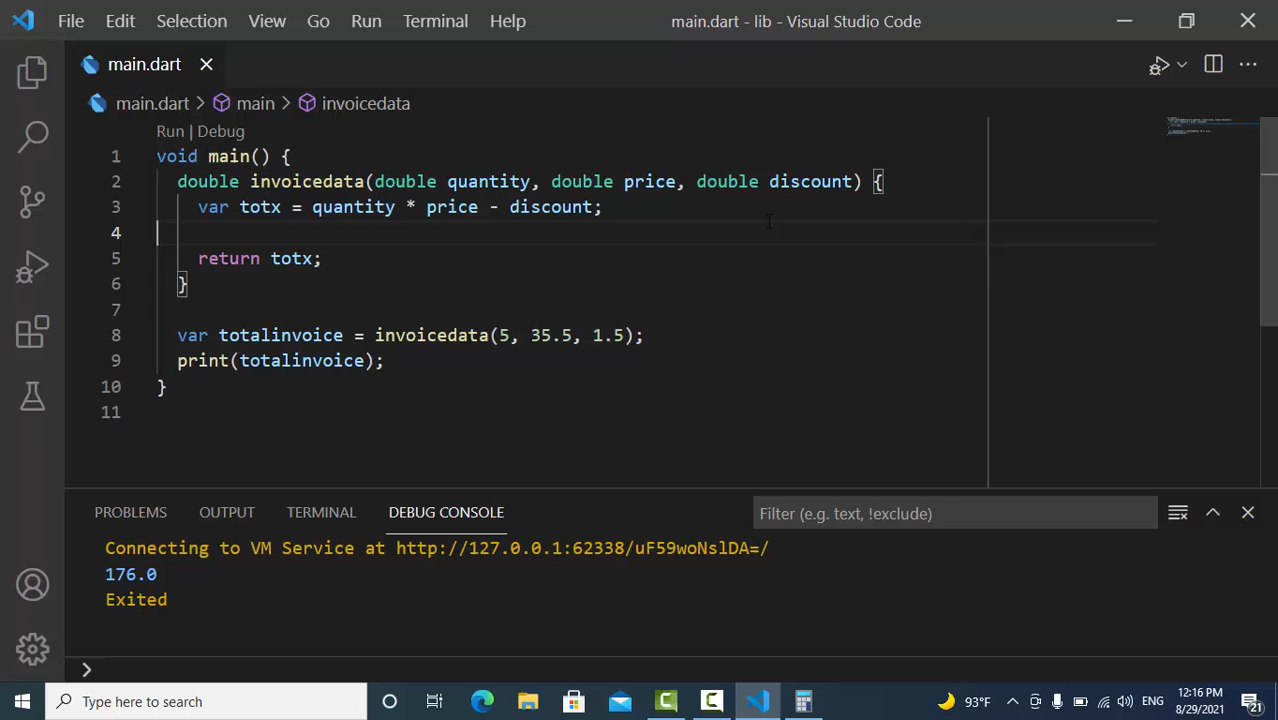 File Edit Selection View Go Run Terminal Help main.dart - lib - Visual Studio Code
main.dart
main.dart > main > invoicedata
Run | Debug
1 void main() {
2 double invoicedata(double quantity, double price, double discount) {
3 var totx = quantity * price - discount;
4
5 return totx;
6 }
7
8 var totalinvoice = invoicedata(5, 35.5, 1.5);
9 print(totalinvoice);
10 }
11
PROBLEMS OUTPUT TERMINAL DEBUG CONSOLE Filter (e.g. text, !exclude)
Connecting to VM Service at http://127.0.0.1:62338/uF59woNslDA=/
176.0
Exited
>
Type here to search 93°F ENG 12:16 PM
8/29/2021 21